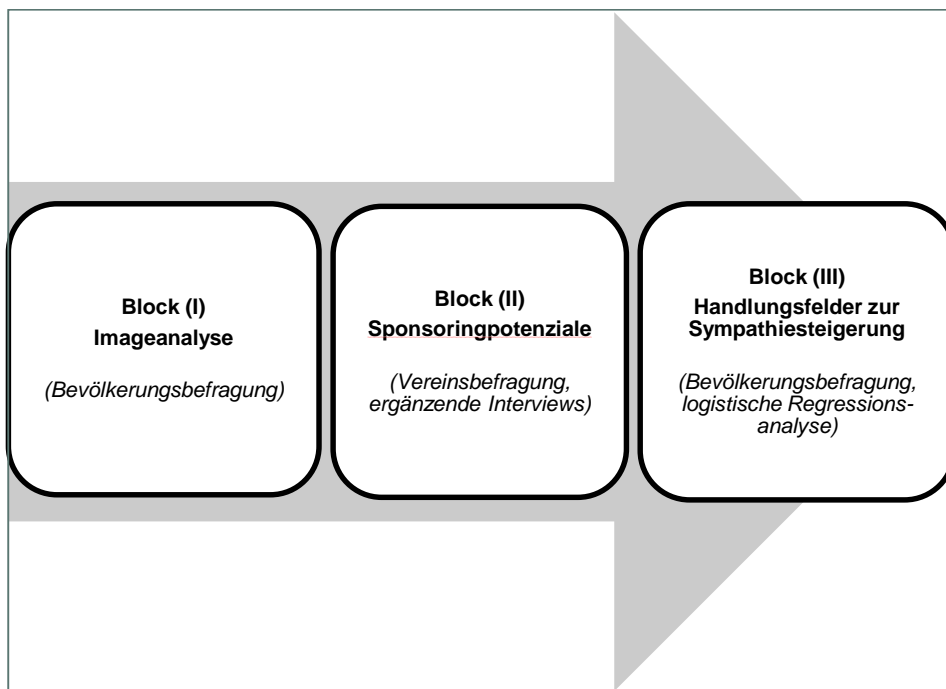 Block (I)
Imageanalyse
(Bevölkerungsbefragung)
Block (II)
Sponsoringpotenziale
(Vereinsbefragung,
ergänzende Interviews)
Block (III)
Handlungsfelder zur
Sympathiesteigerung
(Bevölkerungsbefragung,
logistische Regressions-
analyse)